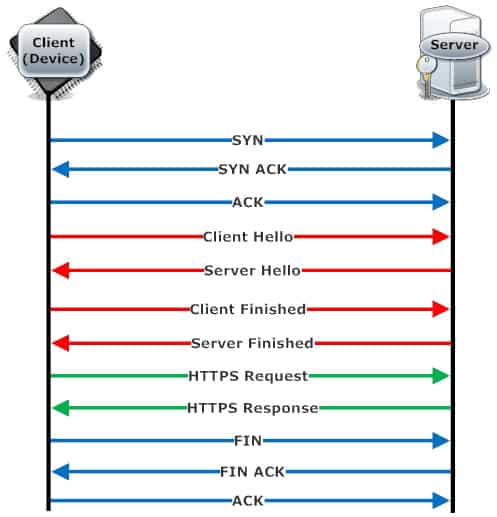 Client
(Device)
Server
SYN
SYN ACK
ACK
Client Hello
Server Hello
Client Finished
Server Finished
HTTPS Request
HTTPS Response
FIN
FIN ACK
ACK